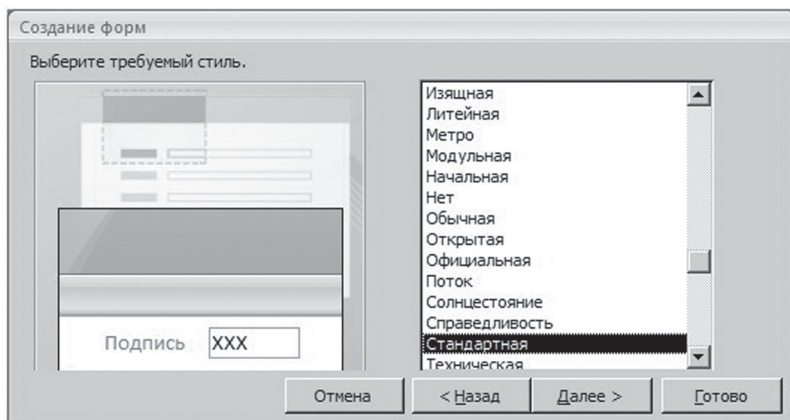 Создание форм
Выберите требуемый стиль.
Изящная
Литейная
Метро
Модульная
Начальная
Нет
Обычная
Открытая
Официальная
Поток
Солнцестояние
Справедливость
Стандартная
Техническая
Подпись XXX
Отмена < Назад Далее > Готово